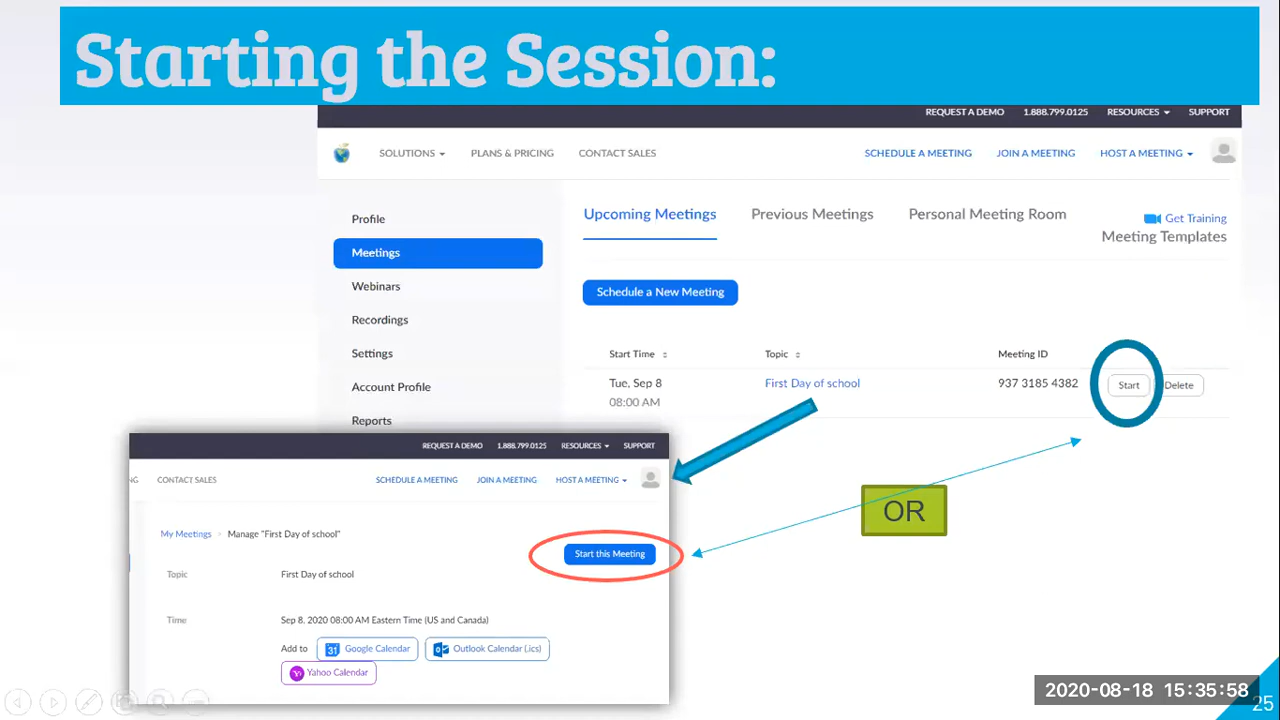 Starting the Session:
REQUEST A DEMO 1.888.799.0125 RESOURCES SUPPORT
SOLUTIONS PLANS & PRICING CONTACT SALES SCHEDULE A MEETING JOIN A MEETING HOST A MEETING
Profile
Meetings
Webinars
Recordings
Settings
Account Profile
Reports
Upcoming Meetings Previous Meetings Personal Meeting Room
Get Training
Meeting Templates
Schedule a New Meeting
Start Time Topic Meeting ID
Tue, Sep 8 First Day of school 937 3185 4382 Start Delete
08:00 AM
OR
REQUEST A DEMO 1.888.799.0125 RESOURCES SUPPORT
NG CONTACT SALES SCHEDULE A MEETING JOIN A MEETING HOST A MEETING
My Meetings > Manage "First Day of school"
Start this Meeting
Topic First Day of school
Time Sep 8, 2020 08:00 AM Eastern Time (US and Canada)
Add to 31 Google Calendar Outlook Calendar (.ics)
Yahoo Calendar
2020-08-18 15:35:58
25